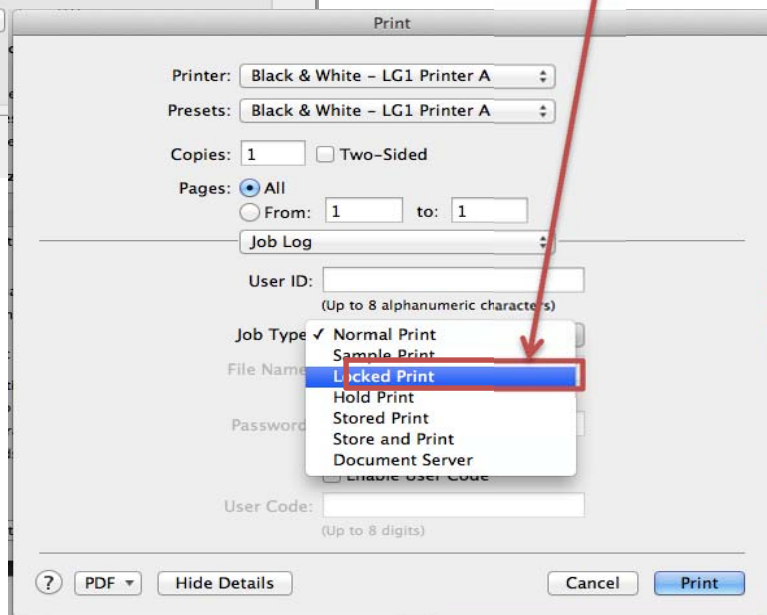 Print
Printer: Black & White - LG1 Printer A
Presets: Black & White - LG1 Printer A
Copies: 1 Two-Sided
Pages: All
From: 1 to: 1
Job Log
User ID:
(Up to 8 alphanumeric characters)
Job Type ✓ Normal Print
Sample Print
File Name
Locked Print
Hold Print
Password
Stored Print
Store and Print
Document Server
Enable User Code
User Code:
(Up to 8 digits)
? PDF Hide Details Cancel Print